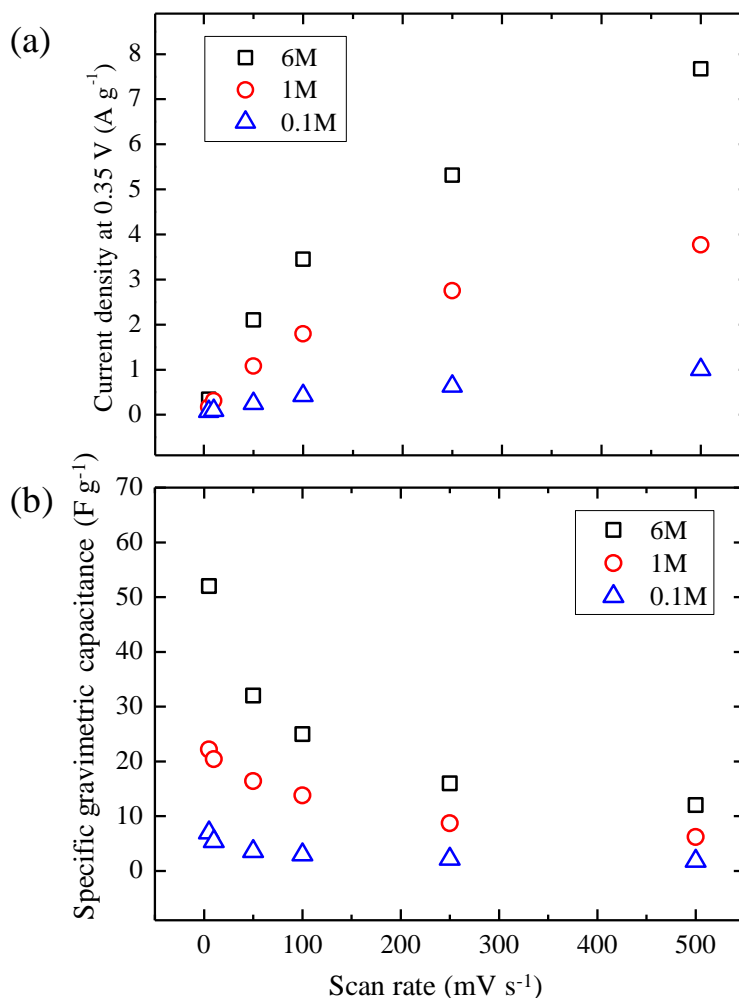 (a)
6M
1M
0.1M
Current density at 0.35 V (A g⁻¹)
8
7
6
5
4
3
2
1
0
(b)
6M
1M
0.1M
Specific gravimetric capacitance (F g⁻¹)
70
60
50
40
30
20
10
0
0 100 200 300 400 500
Scan rate (mV s⁻¹)